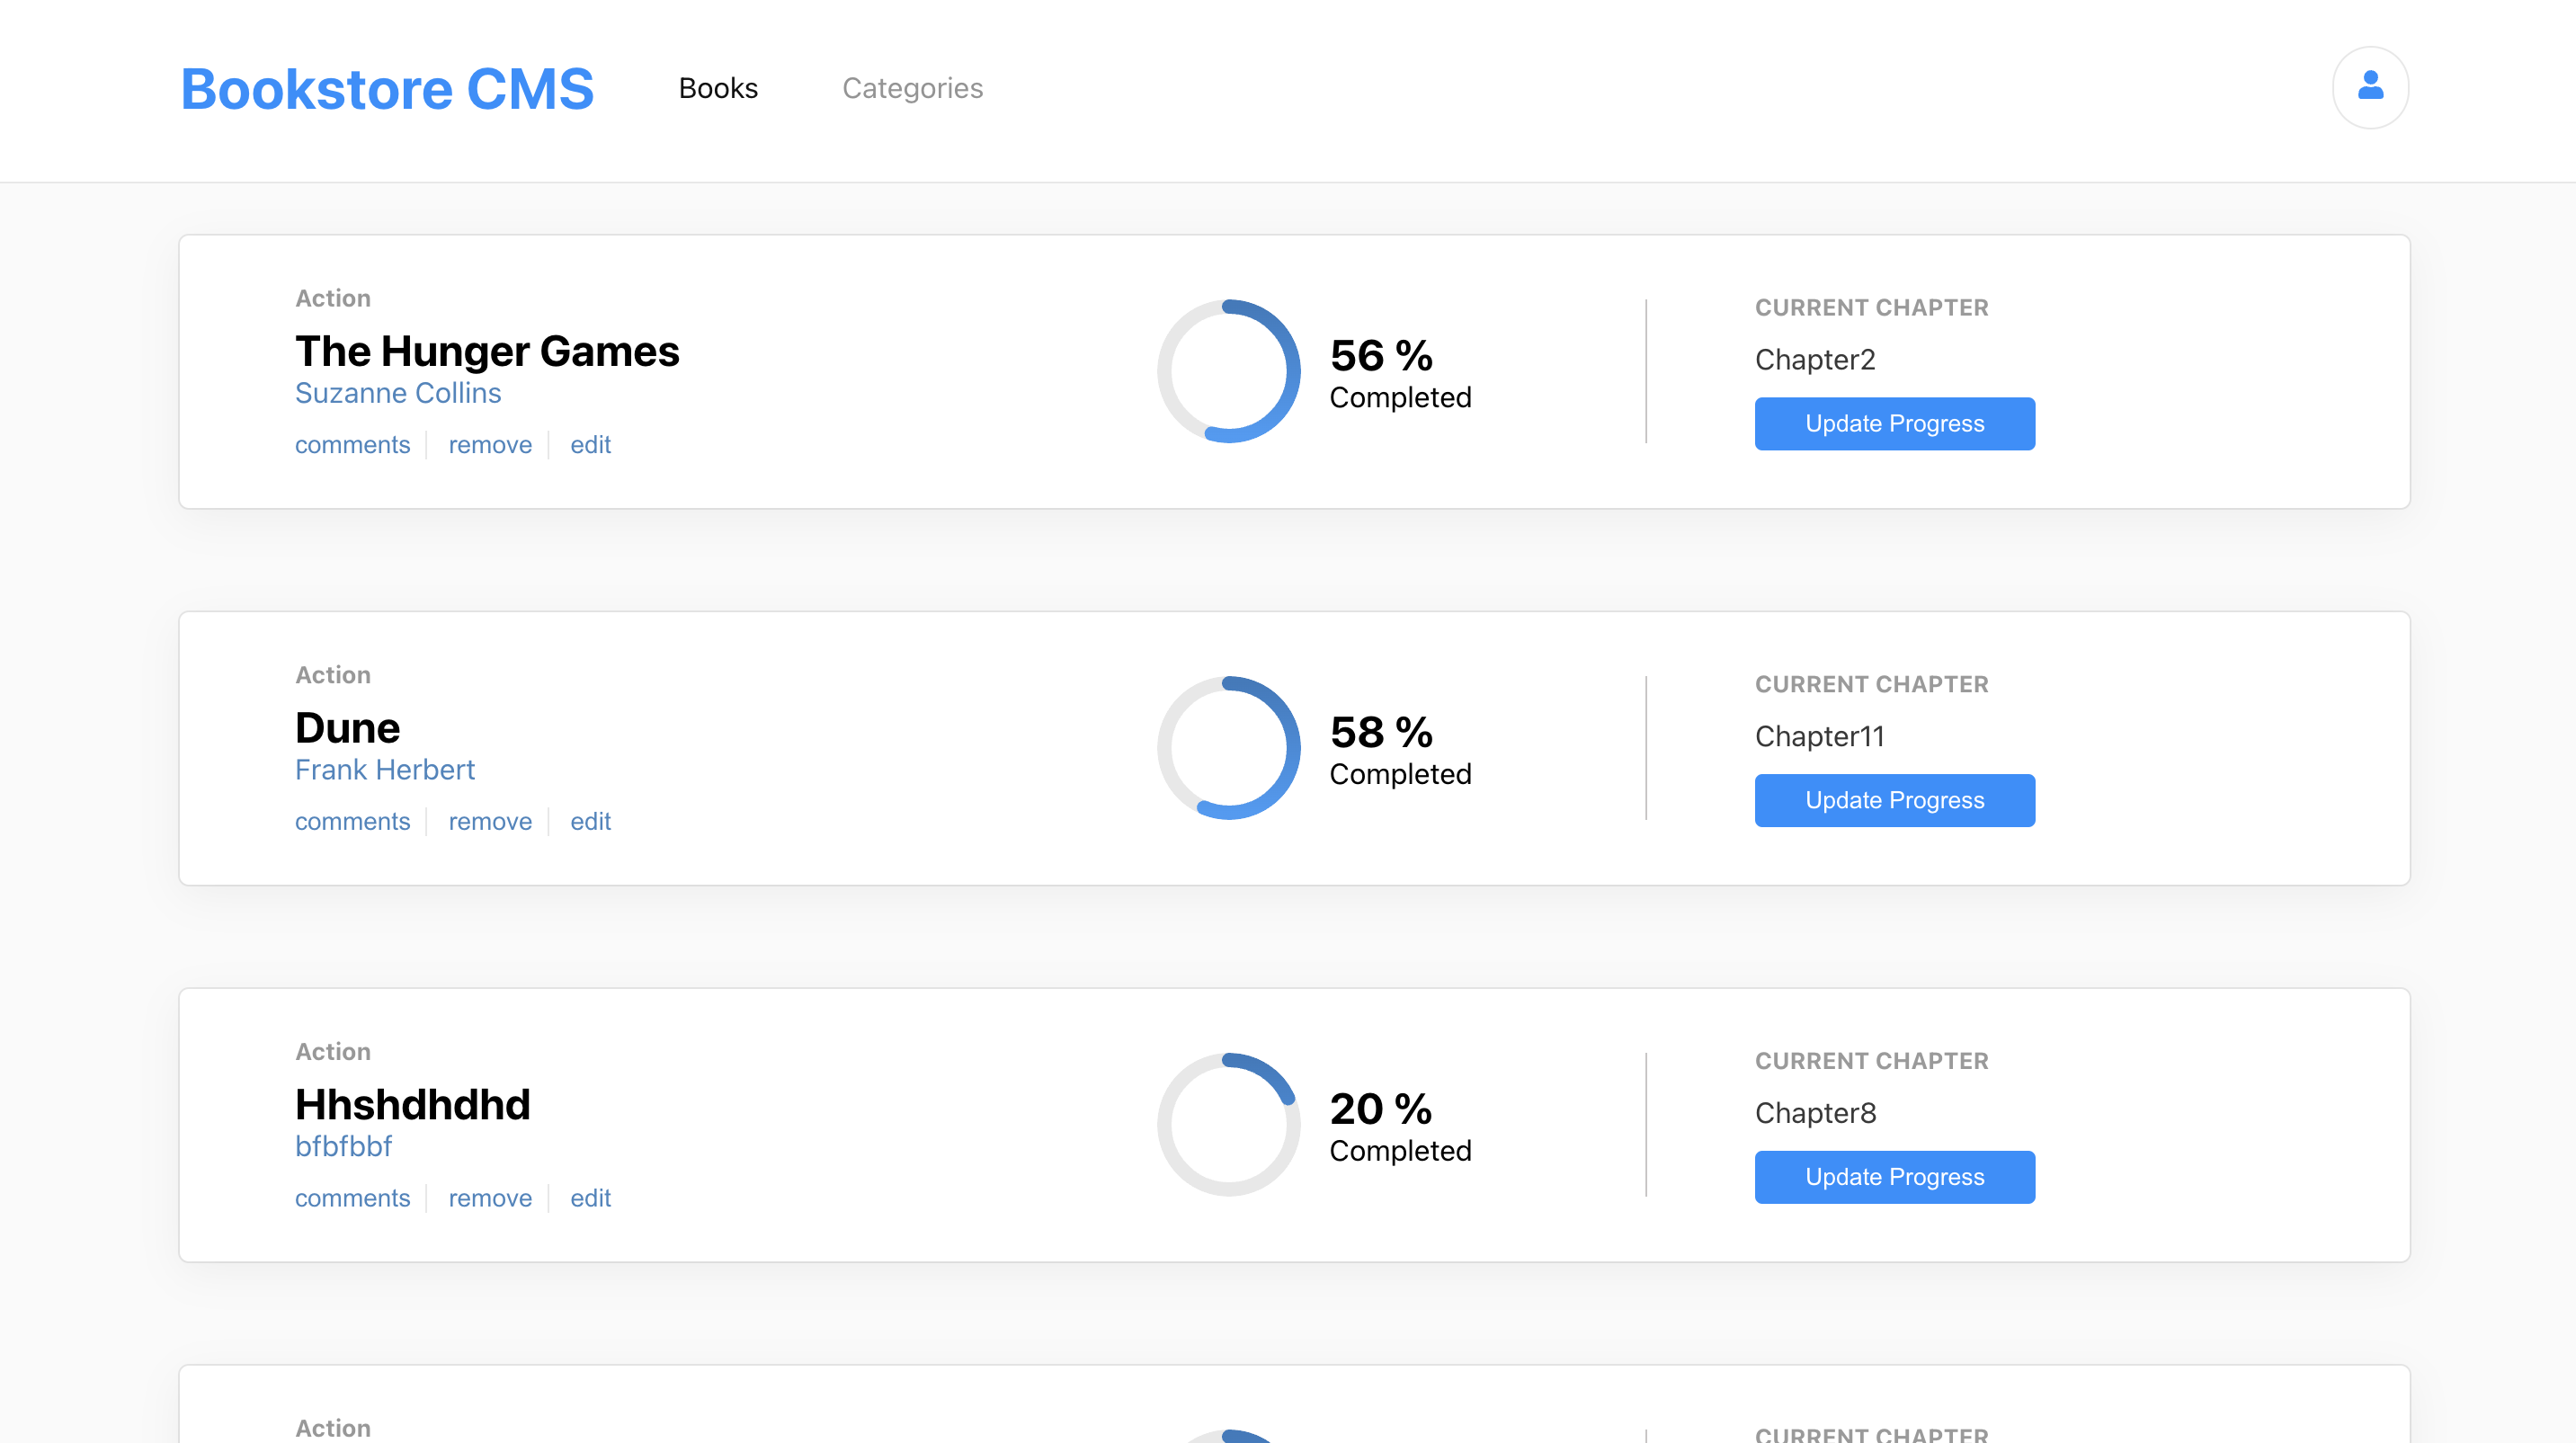 Bookstore CMS
Books
Categories
Action
The Hunger Games
Suzanne Collins
comments remove edit
56 %
Completed
CURRENT CHAPTER
Chapter2
Update Progress
Action
Dune
Frank Herbert
comments remove edit
58 %
Completed
CURRENT CHAPTER
Chapter11
Update Progress
Action
Hhshdhdhd
bfbfbbf
comments remove edit
20 %
Completed
CURRENT CHAPTER
Chapter8
Update Progress
Action
CURRENT CHAPTER